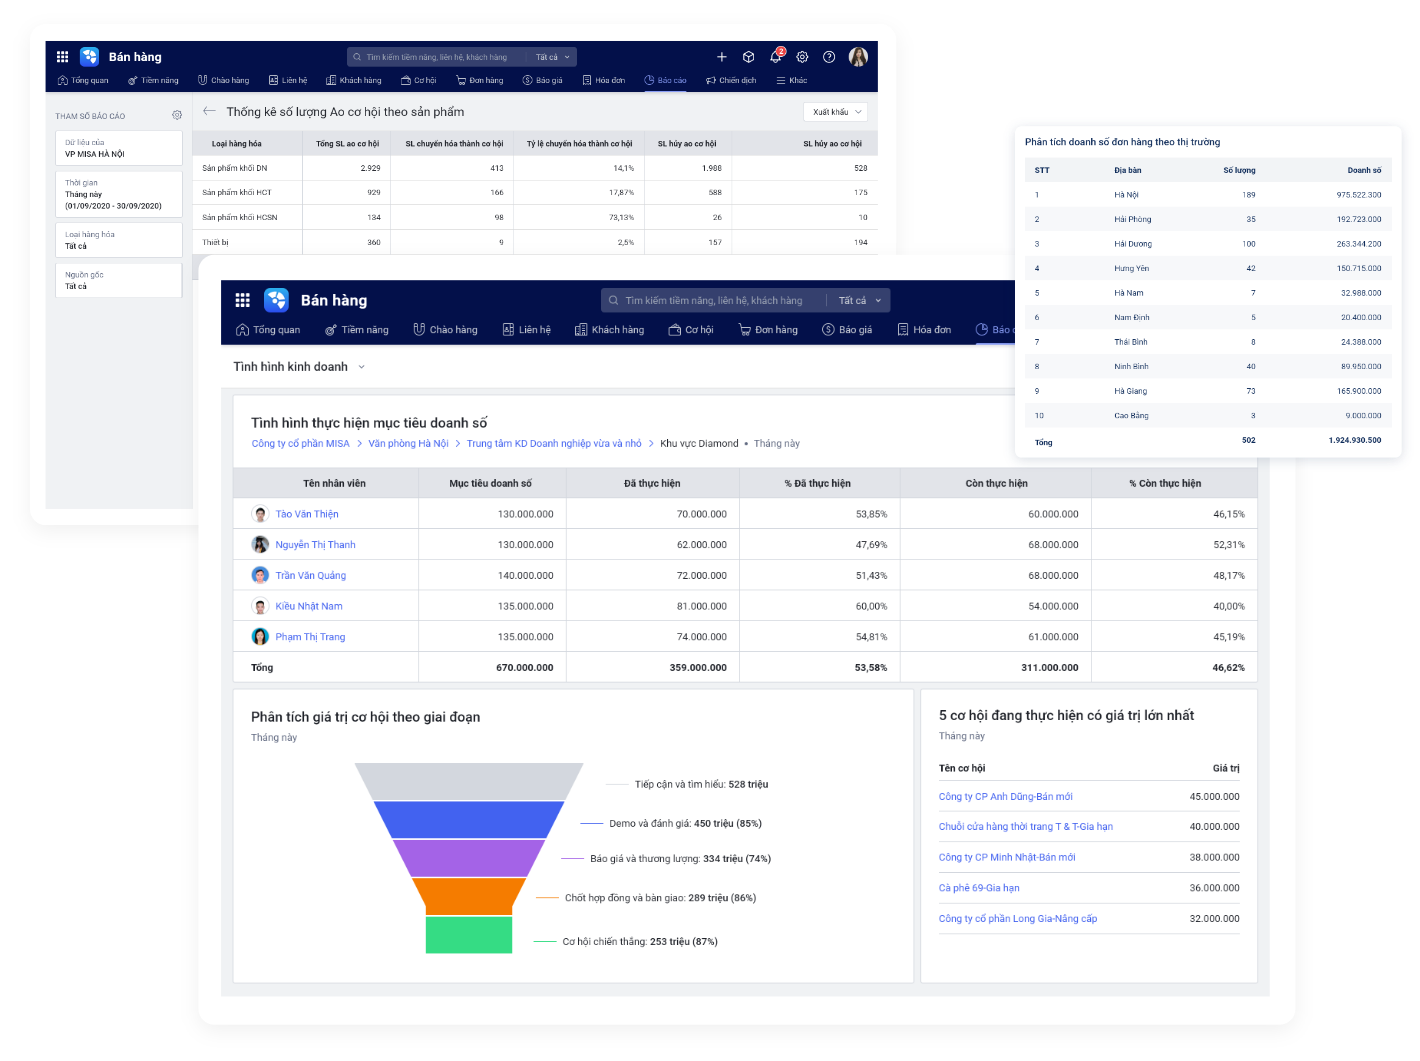 Bán hàng
Tìm kiếm tiềm năng, liên hệ, khách hàng Tất cả
2
Tổng quan Tiềm năng Chào hàng Liên hệ Khách hàng Cơ hội Đơn hàng Báo giá Hóa đơn Báo cáo Chiến dịch Khác
THAM SỐ BÁO CÁO
Dữ liệu của
VP MISA HÀ NỘI
Thời gian
Tháng này
(01/09/2020 - 30/09/2020)
Loại hàng hóa
Tất cả
Nguồn gốc
Tất cả
Thống kê số lượng Ao cơ hội theo sản phẩm
Xuất khẩu
Loại hàng hóa Tổng SL ao cơ hội SL chuyển hóa thành cơ hội Tỷ lệ chuyển hóa thành cơ hội SL hủy ao cơ hội SL hủy ao cơ hội
Sản phẩm khối DN 2.929 413 14,1% 1.988 528
Sản phẩm khối HCT 929 166 17,87% 588 175
Sản phẩm khối HCSN 134 98 73,13% 26 10
Thiết bị 360 9 2,5% 157 194
Phân tích doanh số đơn hàng theo thị trường
STT Địa bàn Số lượng Doanh số
1 Hà Nội 189 975.522.300
2 Hải Phòng 35 192.723.000
3 Hải Dương 100 263.344.200
4 Hưng Yên 42 150.715.000
5 Hà Nam 7 32.988.000
6 Nam Định 5 20.400.000
7 Thái Bình 8 24.388.000
8 Ninh Bình 40 89.950.000
9 Hà Giang 73 165.900.000
10 Cao Bằng 3 9.000.000
Tổng 502 1.924.930.500
Bán hàng
Tìm kiếm tiềm năng, liên hệ, khách hàng Tất cả
Tổng quan Tiềm năng Chào hàng Liên hệ Khách hàng Cơ hội Đơn hàng Báo giá Hóa đơn Báo
Tình hình kinh doanh
Tình hình thực hiện mục tiêu doanh số
Công ty cổ phần MISA > Văn phòng Hà Nội > Trung tâm KD Doanh nghiệp vừa và nhỏ > Khu vực Diamond • Tháng này
Tên nhân viên Mục tiêu doanh số Đã thực hiện % Đã thực hiện Còn thực hiện % Còn thực hiện
Tào Văn Thiện 130.000.000 70.000.000 53,85% 60.000.000 46,15%
Nguyễn Thị Thanh 130.000.000 62.000.000 47,69% 68.000.000 52,31%
Trần Văn Quảng 140.000.000 72.000.000 51,43% 68.000.000 48,17%
Kiều Nhật Nam 135.000.000 81.000.000 60,00% 54.000.000 40,00%
Phạm Thị Trang 135.000.000 74.000.000 54,81% 61.000.000 45,19%
Tổng 670.000.000 359.000.000 53,58% 311.000.000 46,62%
Phân tích giá trị cơ hội theo giai đoạn
Tháng này
Tiếp cận và tìm hiểu: 528 triệu
Demo và đánh giá: 450 triệu (85%)
Báo giá và thương lượng: 334 triệu (74%)
Chốt hợp đồng và bàn giao: 289 triệu (86%)
Cơ hội chiến thắng: 253 triệu (87%)
5 cơ hội đang thực hiện có giá trị lớn nhất
Tháng này
Tên cơ hội Giá trị
Công ty CP Anh Dũng-Bán mới 45.000.000
Chuỗi cửa hàng thời trang T & T-Gia hạn 40.000.000
Công ty CP Minh Nhật-Bán mới 38.000.000
Cà phê 69-Gia hạn 36.000.000
Công ty cổ phần Long Gia-Nâng cấp 32.000.000